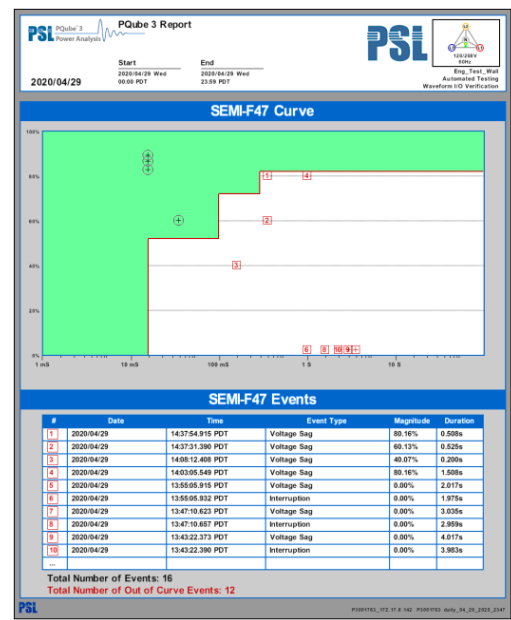 PSL PQube 3 Power Analysis
PQube 3 Report
PSL
Start End
2020/04/29 Wed 2020/04/29 Wed
00:00 PDT 23:59 PDT
2020/04/29
120/208V
60Hz
Eng_Test_Wall
Automated Testing
Waveform I/O Verification
SEMI-F47 Curve
100%
80%
60%
40%
20%
0%
1 4
2
3
6 8 10 9
1 mS 10 mS 100 mS 1 S 10 S
SEMI-F47 Events
# Date Time Event Type Magnitude Duration
1 2020/04/29 14:37:54.915 PDT Voltage Sag 80.16% 0.508s
2 2020/04/29 14:37:31.390 PDT Voltage Sag 60.13% 0.525s
3 2020/04/29 14:08:12.408 PDT Voltage Sag 40.07% 0.200s
4 2020/04/29 14:03:05.549 PDT Voltage Sag 80.16% 1.508s
5 2020/04/29 13:55:05.915 PDT Voltage Sag 0.00% 2.017s
6 2020/04/29 13:55:05.932 PDT Interruption 0.00% 1.975s
7 2020/04/29 13:47:10.623 PDT Voltage Sag 0.00% 3.035s
8 2020/04/29 13:47:10.657 PDT Voltage Sag 0.00% 2.959s
9 2020/04/29 13:43:22.373 PDT Voltage Sag 0.00% 4.017s
10 2020/04/29 13:43:22.390 PDT Interruption 0.00% 3.983s
...
Total Number of Events: 16
Total Number of Out of Curve Events: 12
PSL